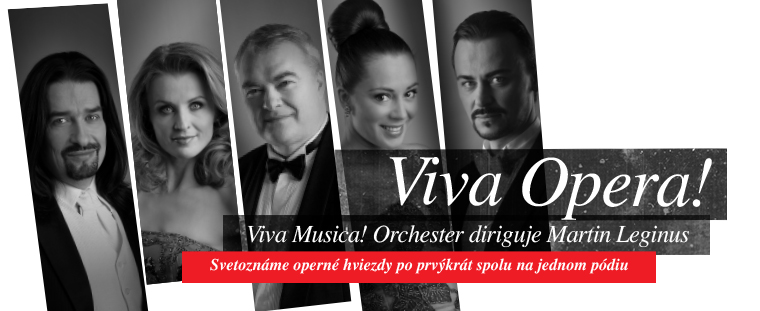 Viva Opera!
Viva Musica! Orchester diriguje Martin Leginus
Svetoznáme operné hviezdy po prvýkrát spolu na jednom pódiu